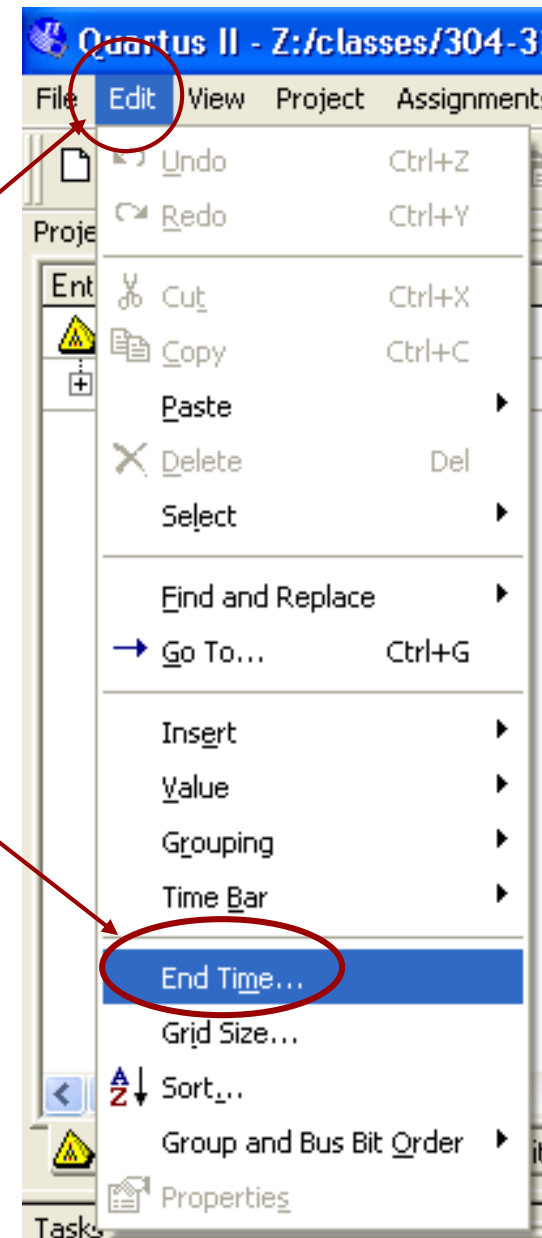 Quartus II - Z:/classes/304-3
File Edit View Project Assignments
Undo Ctrl+Z
Redo Ctrl+Y
Proje
Ent
Cut Ctrl+X
Copy Ctrl+C
Paste
Delete Del
Select
Find and Replace
Go To... Ctrl+G
Insert
Value
Grouping
Time Bar
End Time...
Grid Size...
Sort...
Group and Bus Bit Order
Properties
Tasks